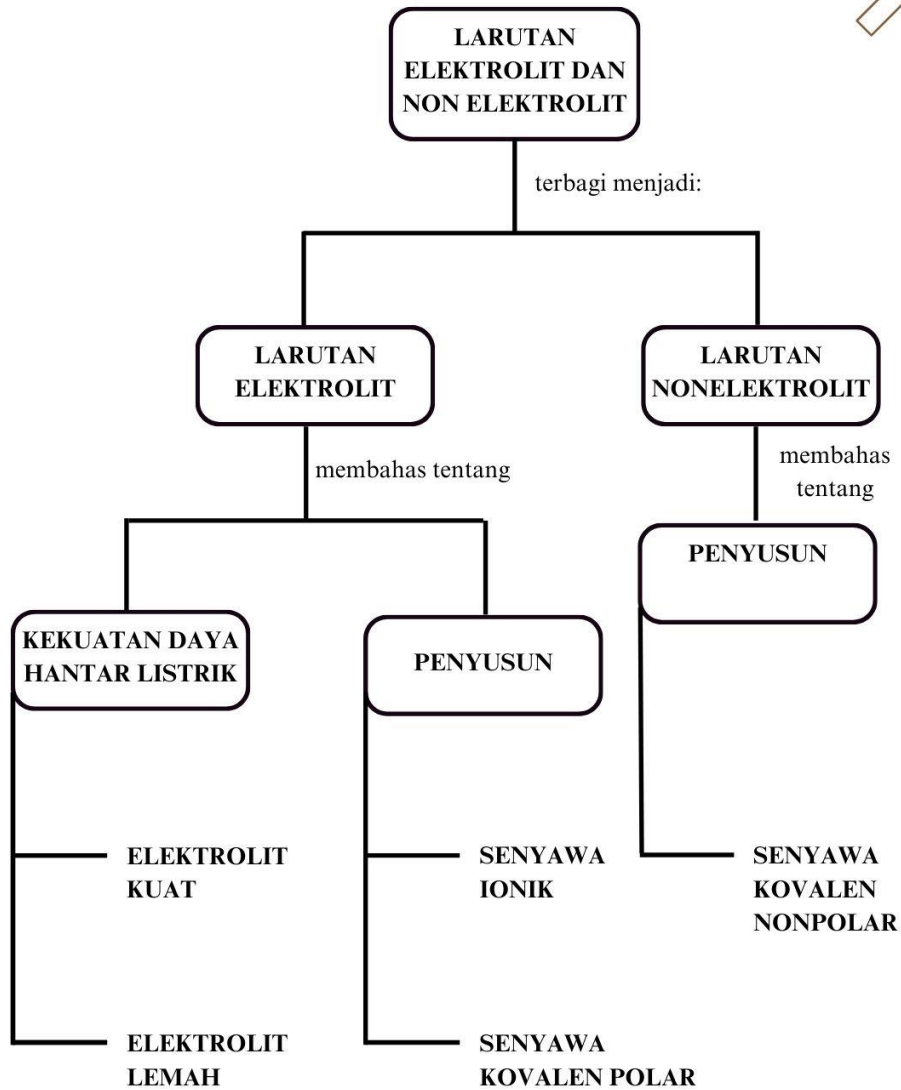 LARUTAN
ELEKTROLIT DAN
NON ELEKTROLIT
terbagi menjadi:
LARUTAN
ELEKTROLIT
LARUTAN
NONELEKTROLIT
membahas tentang
membahas
tentang
KEKUATAN DAYA
HANTAR LISTRIK
PENYUSUN
PENYUSUN
ELEKTROLIT
KUAT
SENYAWA
IONIK
SENYAWA
KOVALEN
NONPOLAR
ELEKTROLIT
LEMAH
SENYAWA
KOVALEN POLAR